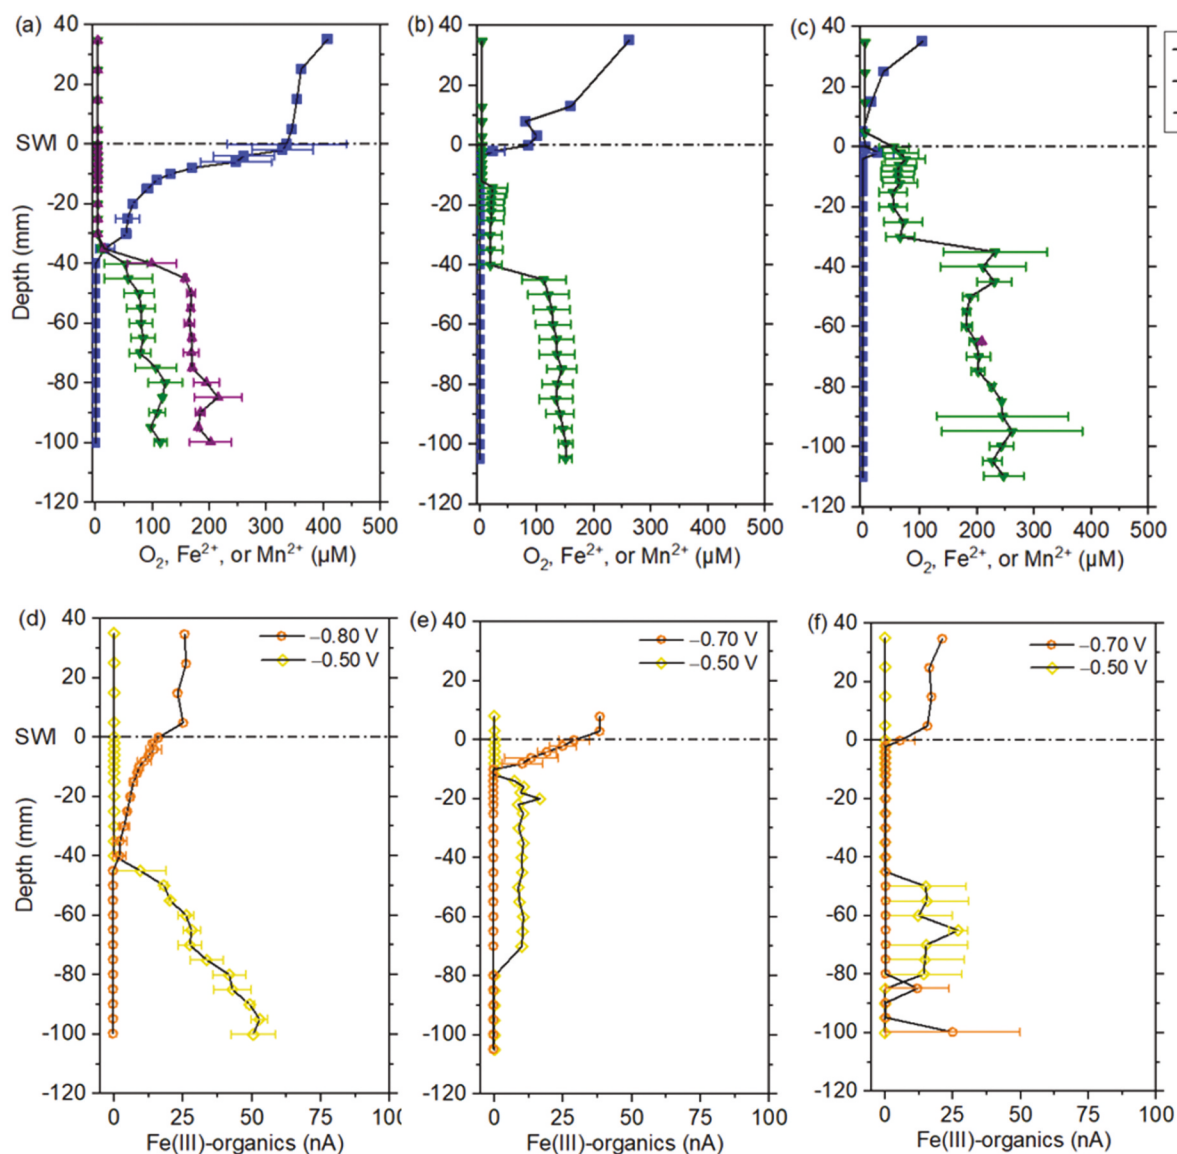 (a)
(b)
(c)
40
20
SWI 0
-20
-40
-60
-80
-100
-120
Depth (mm)
0 100 200 300 400 500
O₂, Fe²⁺, or Mn²⁺ (µM)
40
20
0
-20
-40
-60
-80
-100
-120
0 100 200 300 400 500
O₂, Fe²⁺, or Mn²⁺ (µM)
40
20
0
-20
-40
-60
-80
-100
-120
0 100 200 300 400 500
O₂, Fe²⁺, or Mn²⁺ (µM)
(d)
(e)
(f)
40
20
SWI 0
-20
-40
-60
-80
-100
-120
Depth (mm)
−0.80 V
−0.50 V
0 25 50 75 100
Fe(III)-organics (nA)
40
20
0
-20
-40
-60
-80
-100
-120
−0.70 V
−0.50 V
0 25 50 75 100
Fe(III)-organics (nA)
40
20
0
-20
-40
-60
-80
-100
-120
−0.70 V
−0.50 V
0 25 50 75 100
Fe(III)-organics (nA)